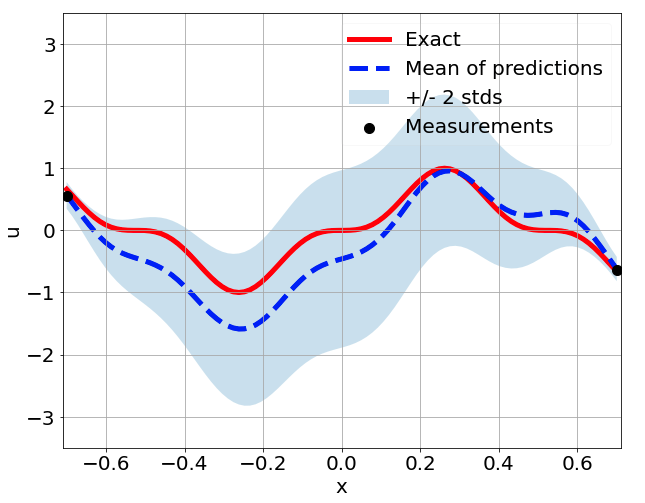 Exact
Mean of predictions
+/- 2 stds
Measurements
3
2
1
0
−1
−2
−3
u
−0.6 −0.4 −0.2 0.0 0.2 0.4 0.6
x